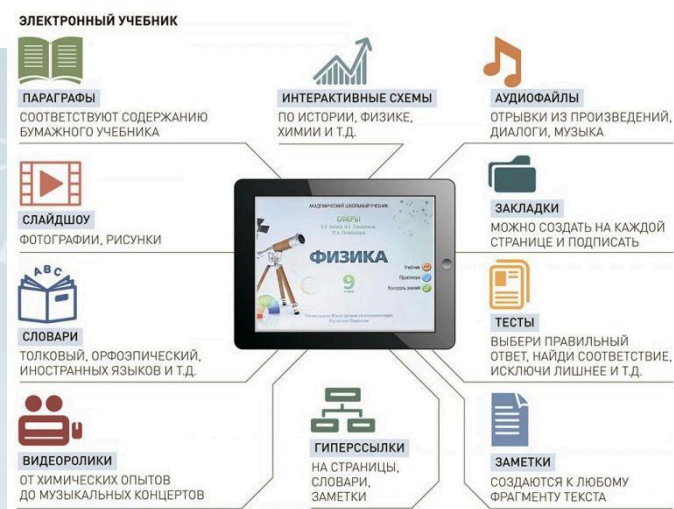 ЭЛЕКТРОННЫЙ УЧЕБНИК
ПАРАГРАФЫ
СООТВЕТСТВУЮТ СОДЕРЖАНИЮ
БУМАЖНОГО УЧЕБНИКА
ИНТЕРАКТИВНЫЕ СХЕМЫ
ПО ИСТОРИИ, ФИЗИКЕ,
ХИМИИ И Т.Д.
АУДИОФАЙЛЫ
ОТРЫВКИ ИЗ ПРОИЗВЕДЕНИЙ,
ДИАЛОГИ, МУЗЫКА
СЛАЙДШОУ
ФОТОГРАФИИ, РИСУНКИ
АКАДЕМИЧЕСКИЙ ШКОЛЬНЫЙ УЧЕБНИК
СФЕРЫ
ФИЗИКА
9
Учебник
Практикум
Контроль знаний
Российской Федерации
ЗАКЛАДКИ
МОЖНО СОЗДАТЬ НА КАЖДОЙ
СТРАНИЦЕ И ПОДПИСАТЬ
ABC
СЛОВАРИ
ТОЛКОВЫЙ, ОРФОЭПИЧЕСКИЙ,
ИНОСТРАННЫХ ЯЗЫКОВ И Т.Д.
ТЕСТЫ
ВЫБЕРИ ПРАВИЛЬНЫЙ
ОТВЕТ, НАЙДИ СООТВЕТСТВИЕ,
ИСКЛЮЧИ ЛИШНЕЕ И Т.Д.
ВИДЕОРОЛИКИ
ОТ ХИМИЧЕСКИХ ОПЫТОВ
ДО МУЗЫКАЛЬНЫХ КОНЦЕРТОВ
ГИПЕРССЫЛКИ
НА СТРАНИЦЫ,
СЛОВАРИ,
ЗАМЕТКИ
ЗАМЕТКИ
СОЗДАЮТСЯ К ЛЮБОМУ
ФРАГМЕНТУ ТЕКСТА